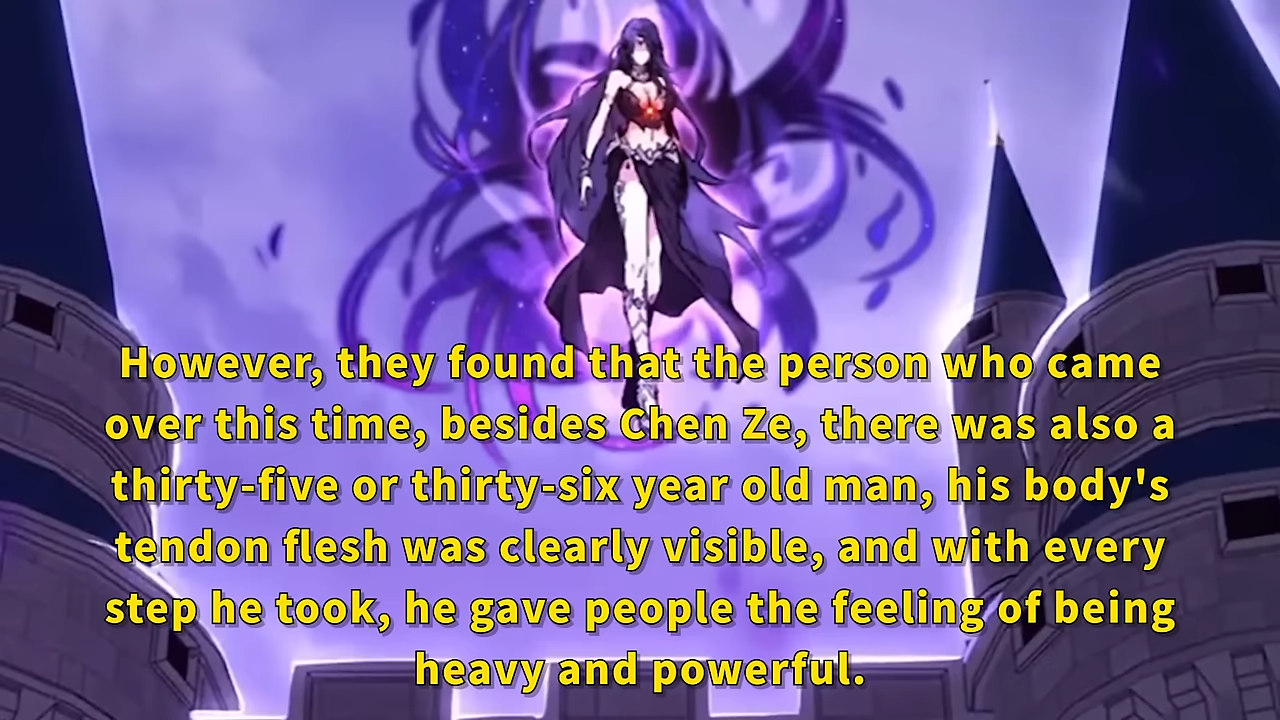 However, they found that the person who came
over this time, besides Chen Ze, there was also a
thirty-five or thirty-six year old man, his body's
tendon flesh was clearly visible, and with every
step he took, he gave people the feeling of being
heavy and powerful.